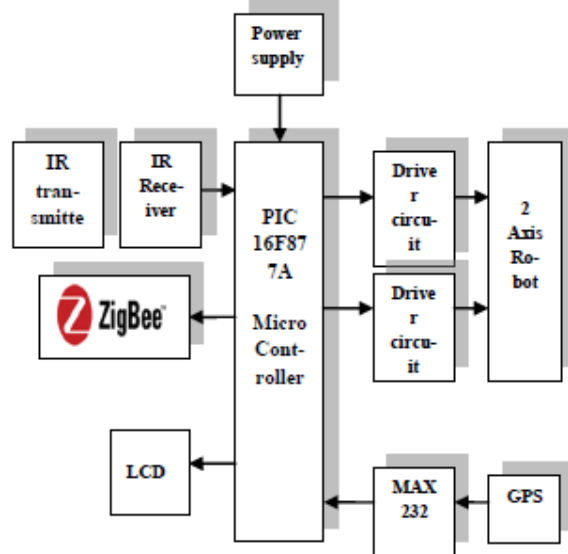 Power
supply
IR
tran-
smitte
IR
Rece-
iver
PIC
16F87
7A
Micro
Cont-
roller
Drive
r
circu-
it
2
Axis
Ro-
bot
ZigBee™
Drive
r
circu-
it
LCD
MAX
232
GPS